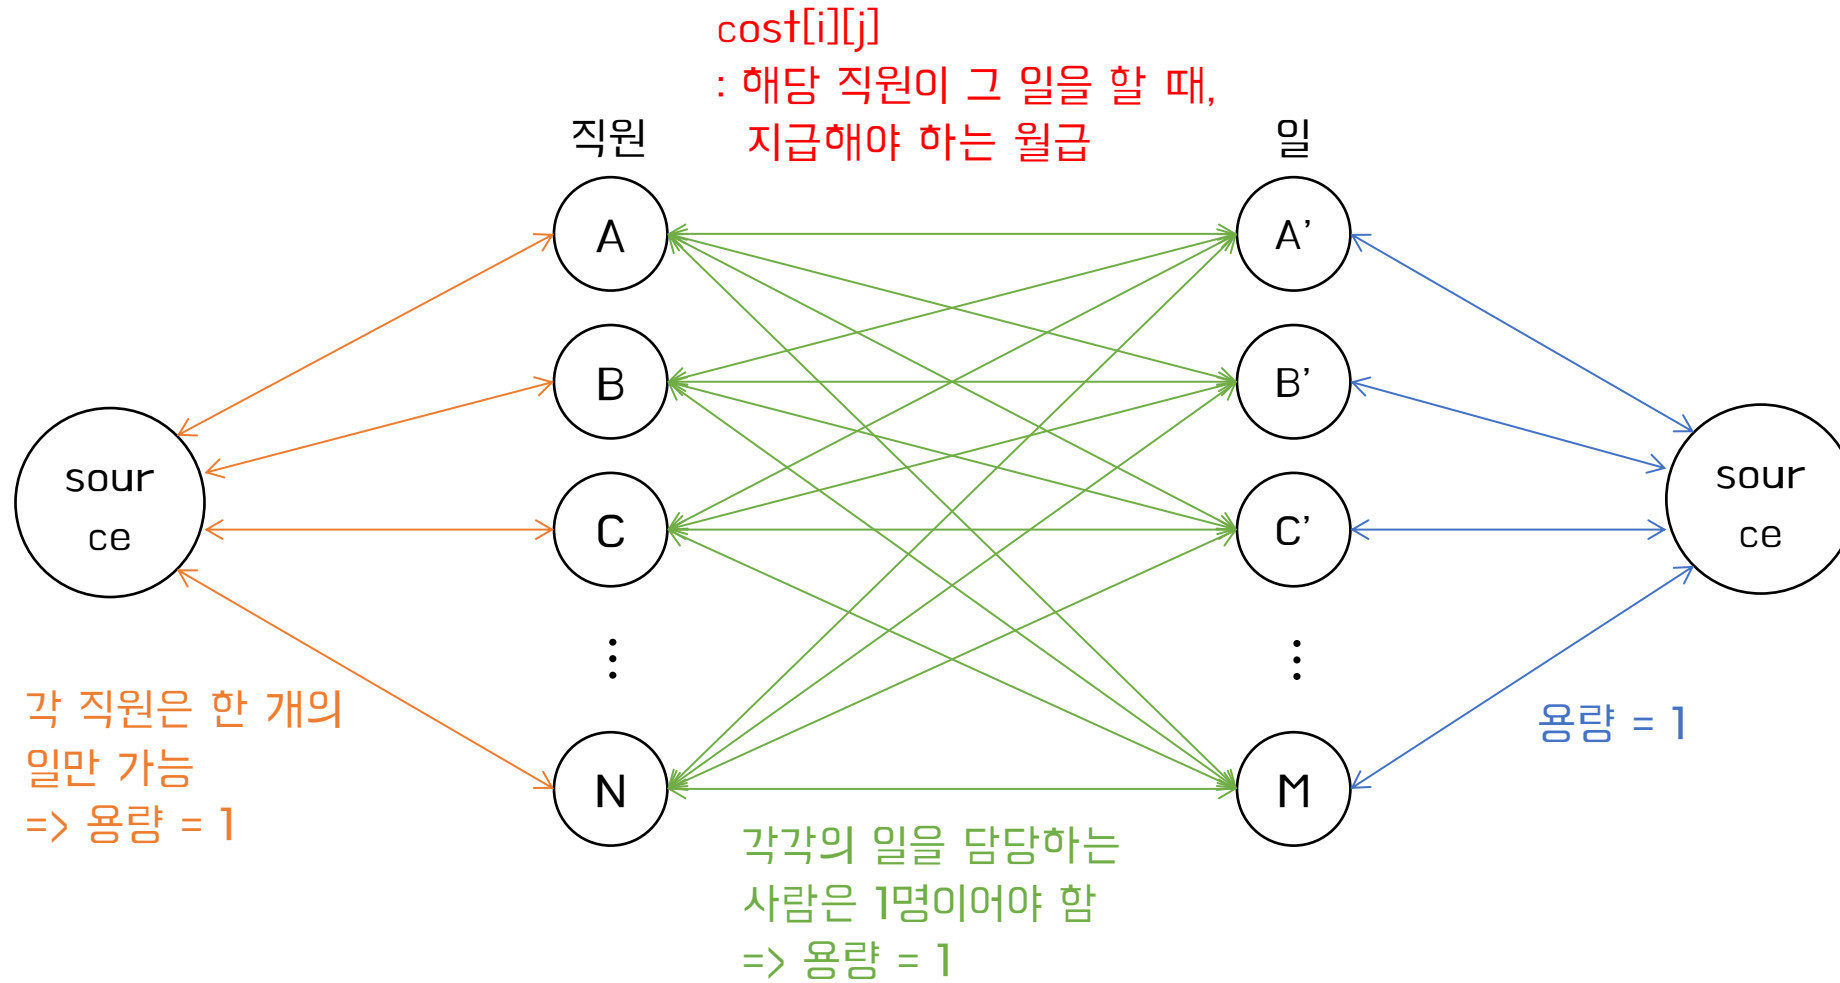 cost[i][j]
: 해당 직원이 그 일을 할 때,
지급해야 하는 월급
직원
일
A
A’
B
B’
C
C’
⋮
⋮
N
M
sour
ce
sour
ce
각 직원은 한 개의
일만 가능
=> 용량 = 1
용량 = 1
각각의 일을 담당하는
사람은 1명이어야 함
=> 용량 = 1